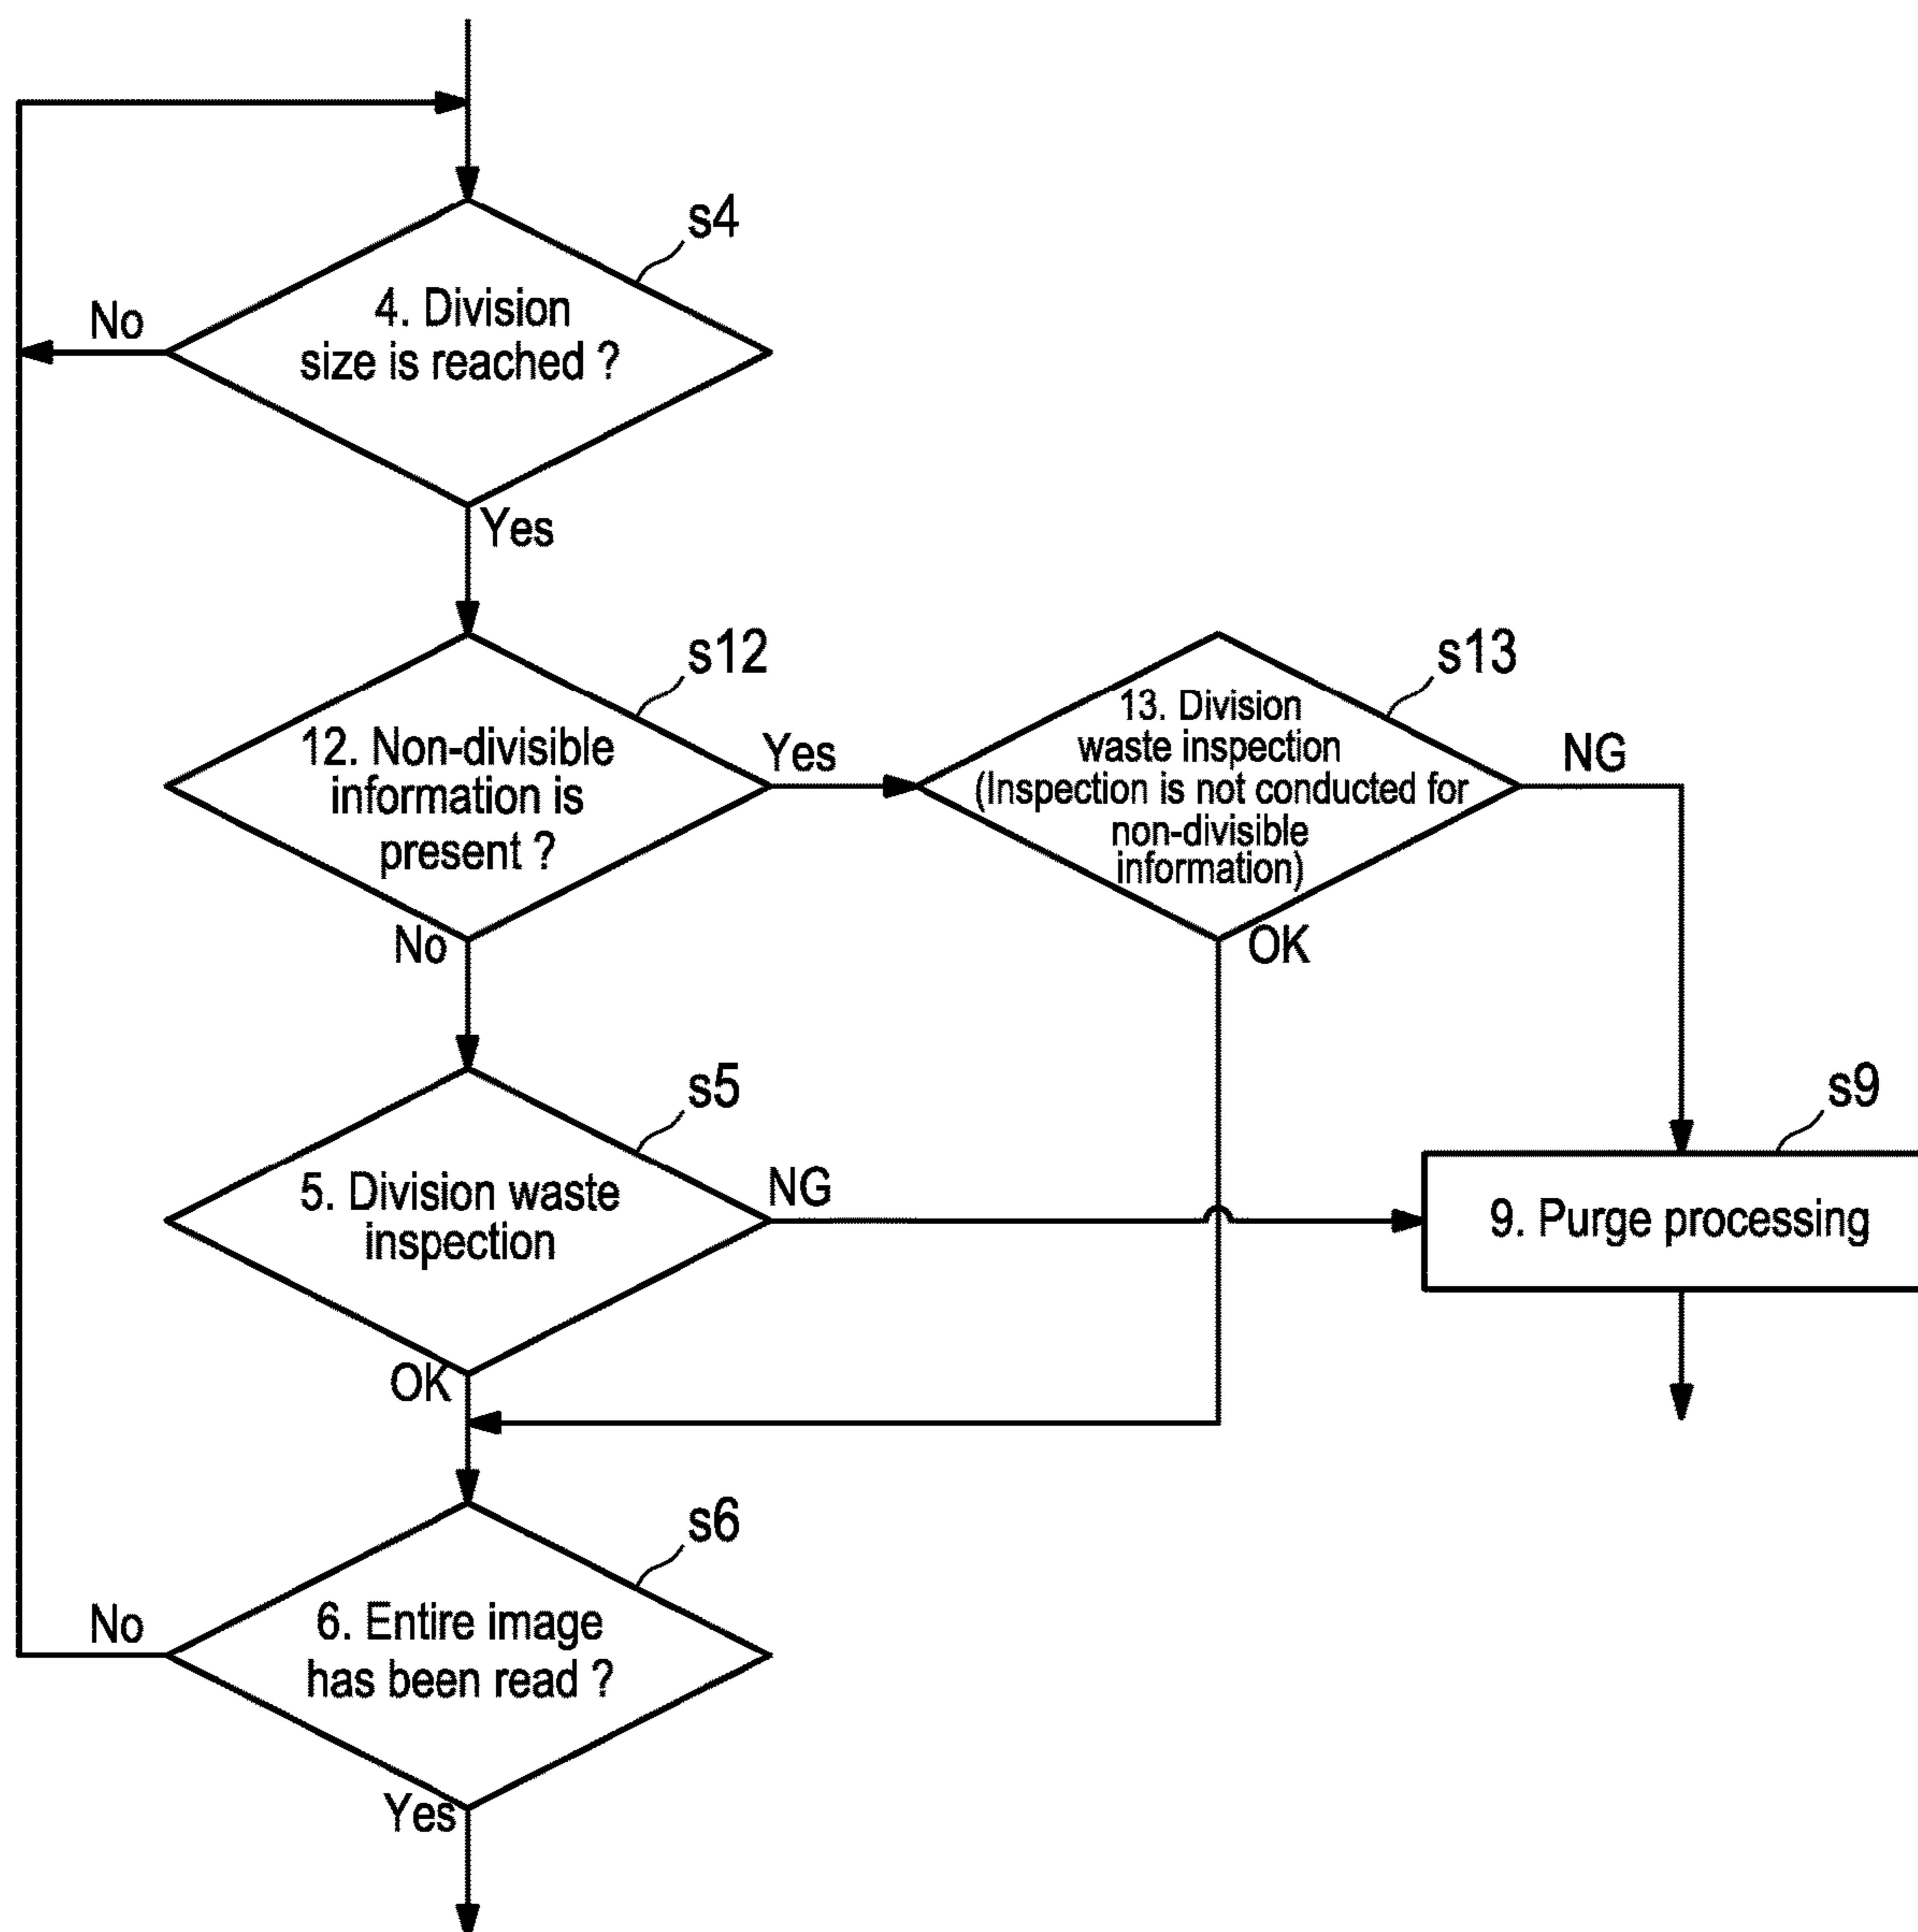 s4
4. Division
size is reached ?
No
Yes
s12
12. Non-divisible
information is
present ?
Yes
No
s13
13. Division
waste inspection
(Inspection is not conducted for
non-divisible
information)
NG
OK
s5
5. Division waste
inspection
NG
OK
s9
9. Purge processing
s6
6. Entire image
has been read ?
No
Yes